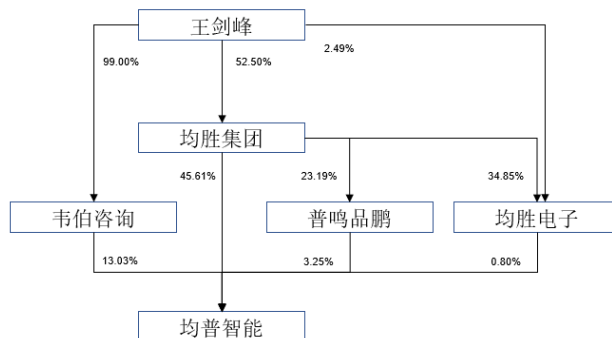 王剑峰
99.00%
52.50%
2.49%
均胜集团
45.61%
23.19%
34.85%
韦伯咨询
普鸣品鹏
均胜电子
13.03%
3.25%
0.80%
均普智能